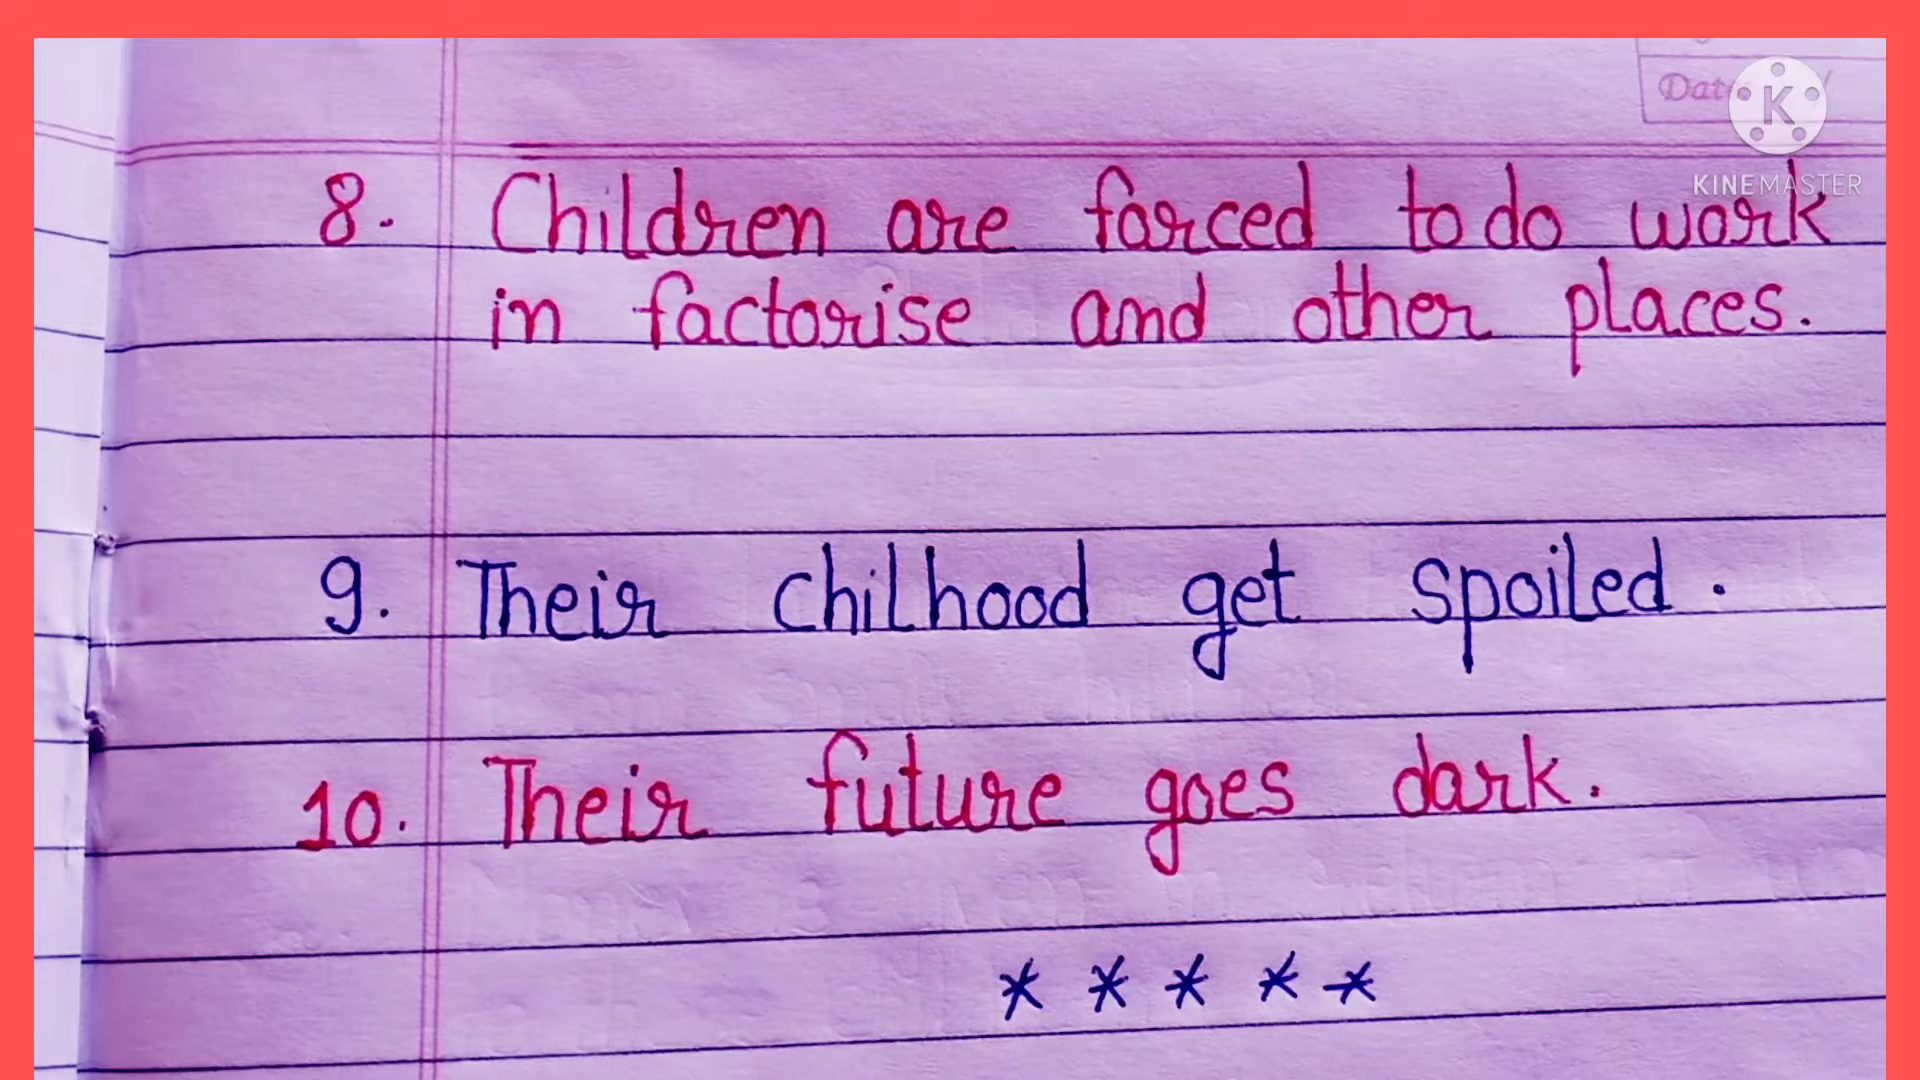 Date
KINEMASTER
8. Children are forced to do work
in factorise and other places.
9. Their chilhood get spoiled.
10. Their future goes dark.
* * * * *